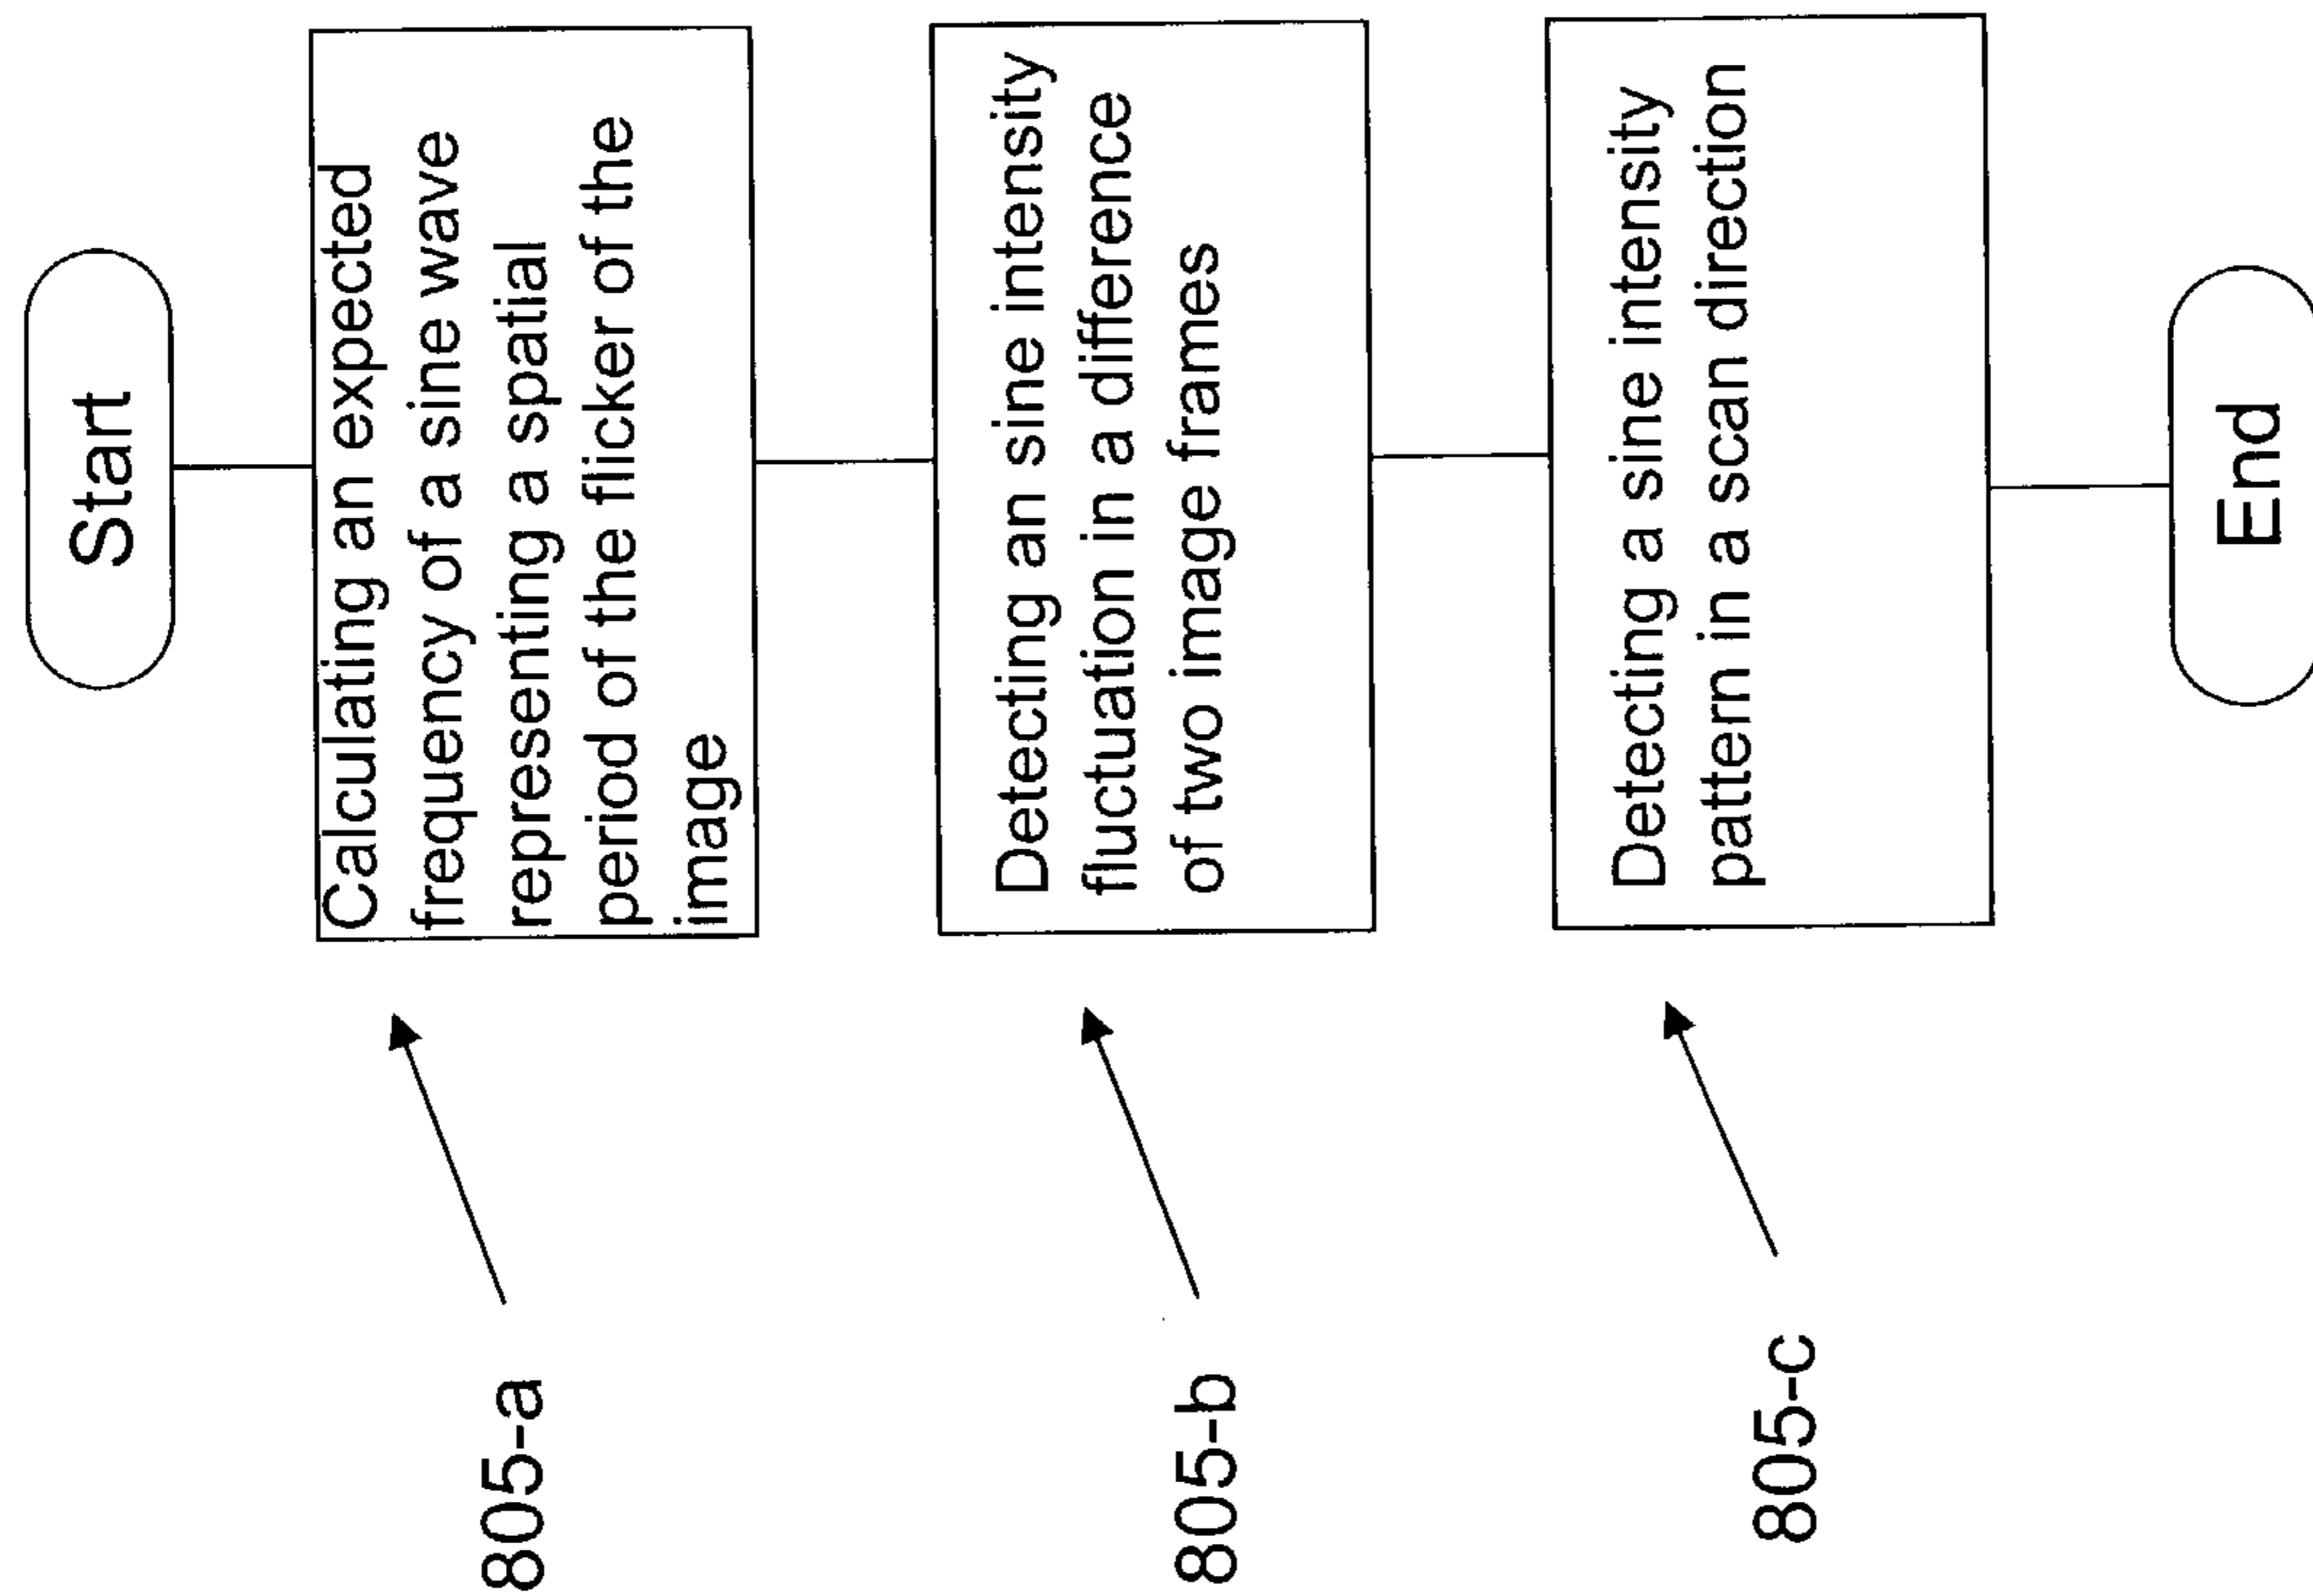 Start
805-a
Calculating an expected
frequency of a sine wave
representing a spatial
period of the flicker of the
image
805-b
Detecting an sine intensity
fluctuation in a difference
of two image frames
805-c
Detecting a sine intensity
pattern in a scan direction
End